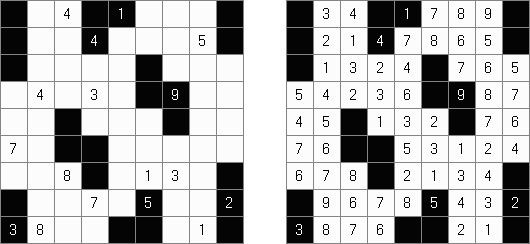 4 1
4 5
4 3 9
7
8 1 3
7 5 2
3 8 1
3 4 1 7 8 9
2 1 4 7 8 6 5
1 3 2 4 7 6 5
5 4 2 3 6 9 8 7
4 5 1 3 2 7 6
7 6 5 3 1 2 4
6 7 8 2 1 3 4
9 6 7 8 5 4 3 2
3 8 7 6 2 1